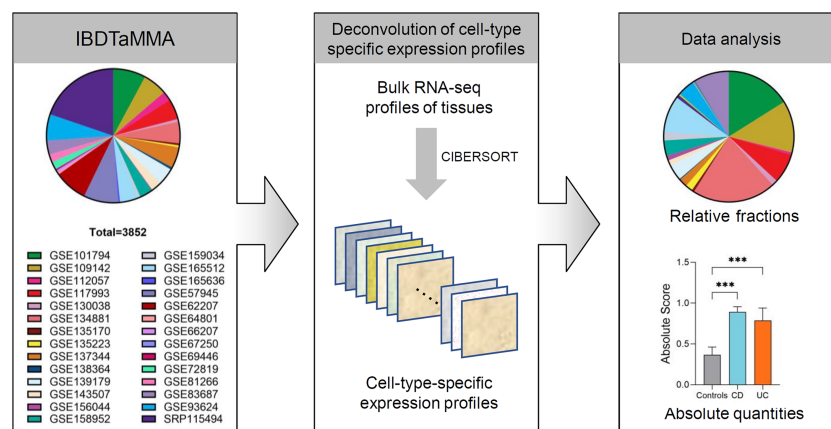 IBDTaMMA
Total=3852
GSE101794
GSE109142
GSE112057
GSE117993
GSE130038
GSE134881
GSE135170
GSE135223
GSE137344
GSE138364
GSE139179
GSE143507
GSE156044
GSE158952
GSE159034
GSE165512
GSE165636
GSE57945
GSE62207
GSE64801
GSE66207
GSE67250
GSE69446
GSE72819
GSE81266
GSE83687
GSE93624
SRP115494
Deconvolution of cell-type
specific expression profiles
Bulk RNA-seq
profiles of tissues
CIBERSORT
Cell-type-specific
expression profiles
Data analysis
Relative fractions
***
***
Absolute Score
1.5
1.0
0.5
0.0
Controls CD UC
Absolute quantities